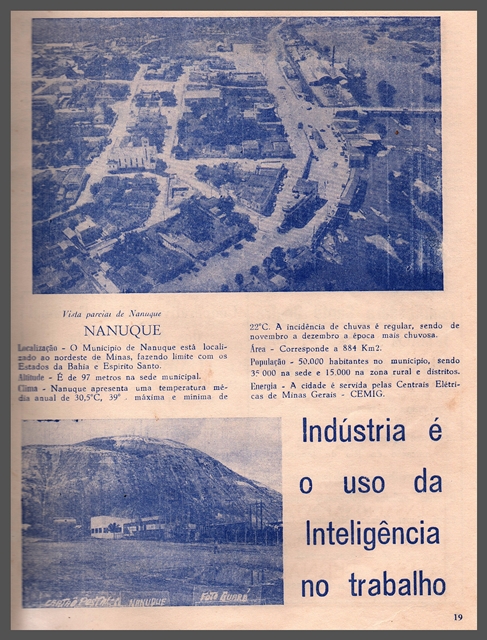 Vista parcial de Nanuque
NANUQUE
Localização - O Município de Nanuque está locali-
zado ao nordeste de Minas, fazendo limite com os
Estados da Bahia e Espírito Santo.
Altitude - É de 97 metros na sede municipal.
Clima - Nanuque apresenta uma temperatura mé-
dia anual de 30,5°C, 39° . máxima e mínima de
22°C. A incidência de chuvas é regular, sendo de
novembro a dezembro a época mais chuvosa.
Área - Corresponde a 884 Km2.
População - 50.000 habitantes no município, sendo
3° 000 na sede e 15.000 na zona rural e distritos.
Energia - A cidade é servida pelas Centrais Elétri-
cas de Minas Gerais - CEMIG.
Indústria é
o uso da
Inteligência
no trabalho
NANUQUE
FOTO GUARÁ
19